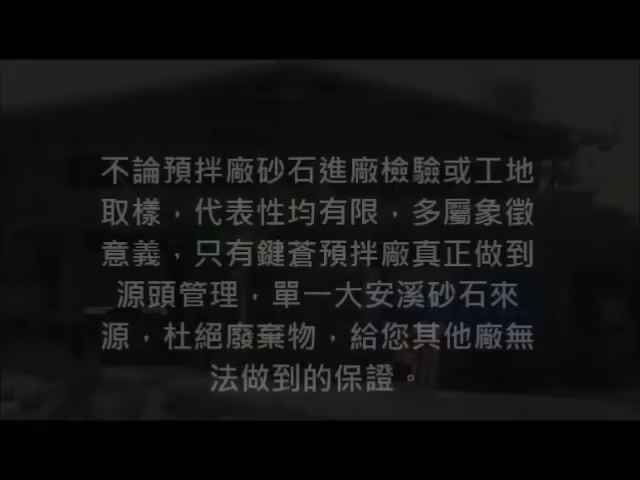 不論預拌廠砂石進廠檢驗或工地
取樣，代表性均有限，多屬象徵
意義，只有鍵蒼預拌廠真正做到
源頭管理，單一大安溪砂石來
源，杜絕廢棄物，給您其他廠無
法做到的保證。